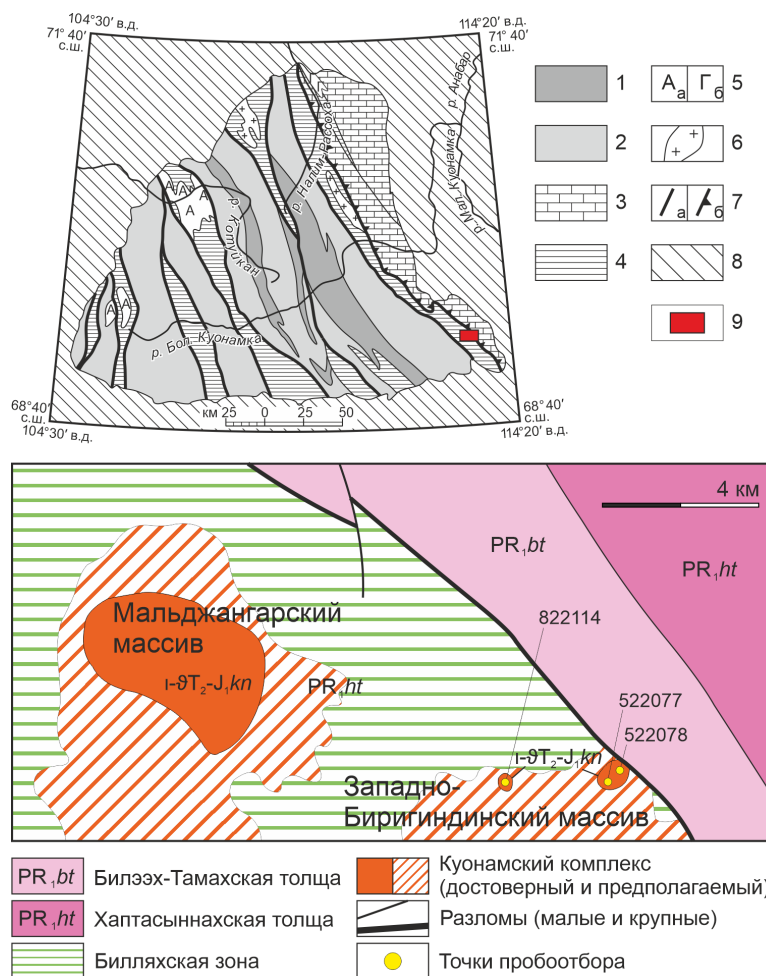 104° 30′ в.д.
71° 40′
с.ш.
114° 20′ в.д.
71° 40′
с.ш.
р. Анабар
р. Мал. Куонамка
р. Налим-Рассоха
р. Котуйкан
р. Бол. Куонамка
А
А
А
А
А
А
68° 40′
с.ш.
104° 30′ в.д.
км 25 0 25 50
68° 40′
с.ш.
114° 20′ в.д.
1
2
3
4
А а Г б 5
6
а б 7
8
9
4 км
PR₁bt
PR₁ht
Мальджангарский
массив
ι-ϑT₂-J₁kn
PR₁ht
822114
522077
522078
ι-ϑT₂-J₁kn
Западно-
Биригиндинский массив
PR₁bt Билээх-Тамахская толща
PR₁ht Хаптасыннахская толща
Билляхская зона
Куонамский комплекс
(достоверный и предполагаемый)
Разломы (малые и крупные)
Точки пробоотбора